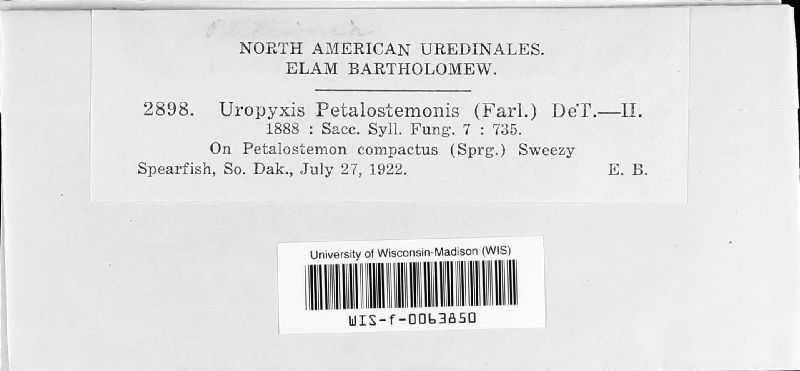 NORTH AMERICAN UREDINALES.
ELAM BARTHOLOMEW.
2898. Uropyxis Petalostemonis (Farl.) DeT.—II.
1888 : Sacc. Syll. Fung. 7 : 735.
On Petalostemon compactus (Sprg.) Sweezy
Spearfish, So. Dak., July 27, 1922. E. B.
University of Wisconsin-Madison (WIS)
WIS-f-0063850